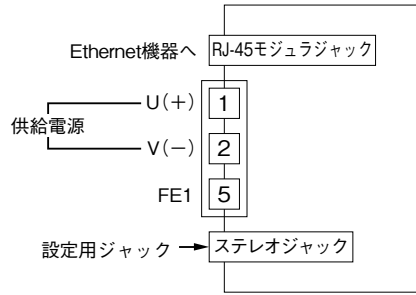 Ethernet機器へ RJ-45モジュラジャック
U(+) 1
供給電源
V(−) 2
FE1 5
設定用ジャック ステレオジャック